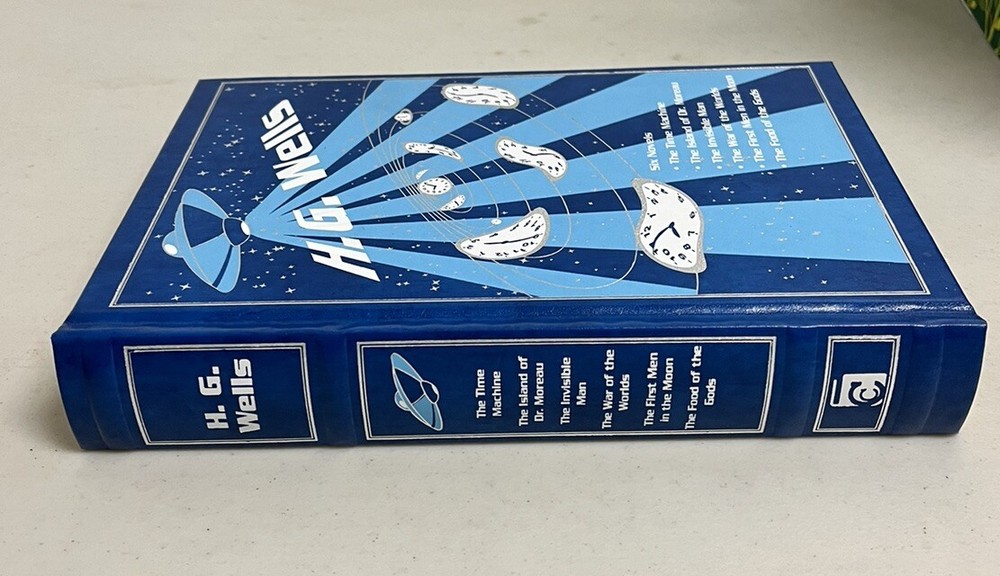 H.G. Wells
Six Novels
• The Time Machine
• The Island of Dr. Moreau
• The Invisible Man
• The War of the Worlds
• The First Men in the Moon
• The Food of the Gods
H. G.
Wells
The Time
Machine
The Island of
Dr. Moreau
The Invisible
Man
The War of the
Worlds
The First Men
in the Moon
The Food of the
Gods